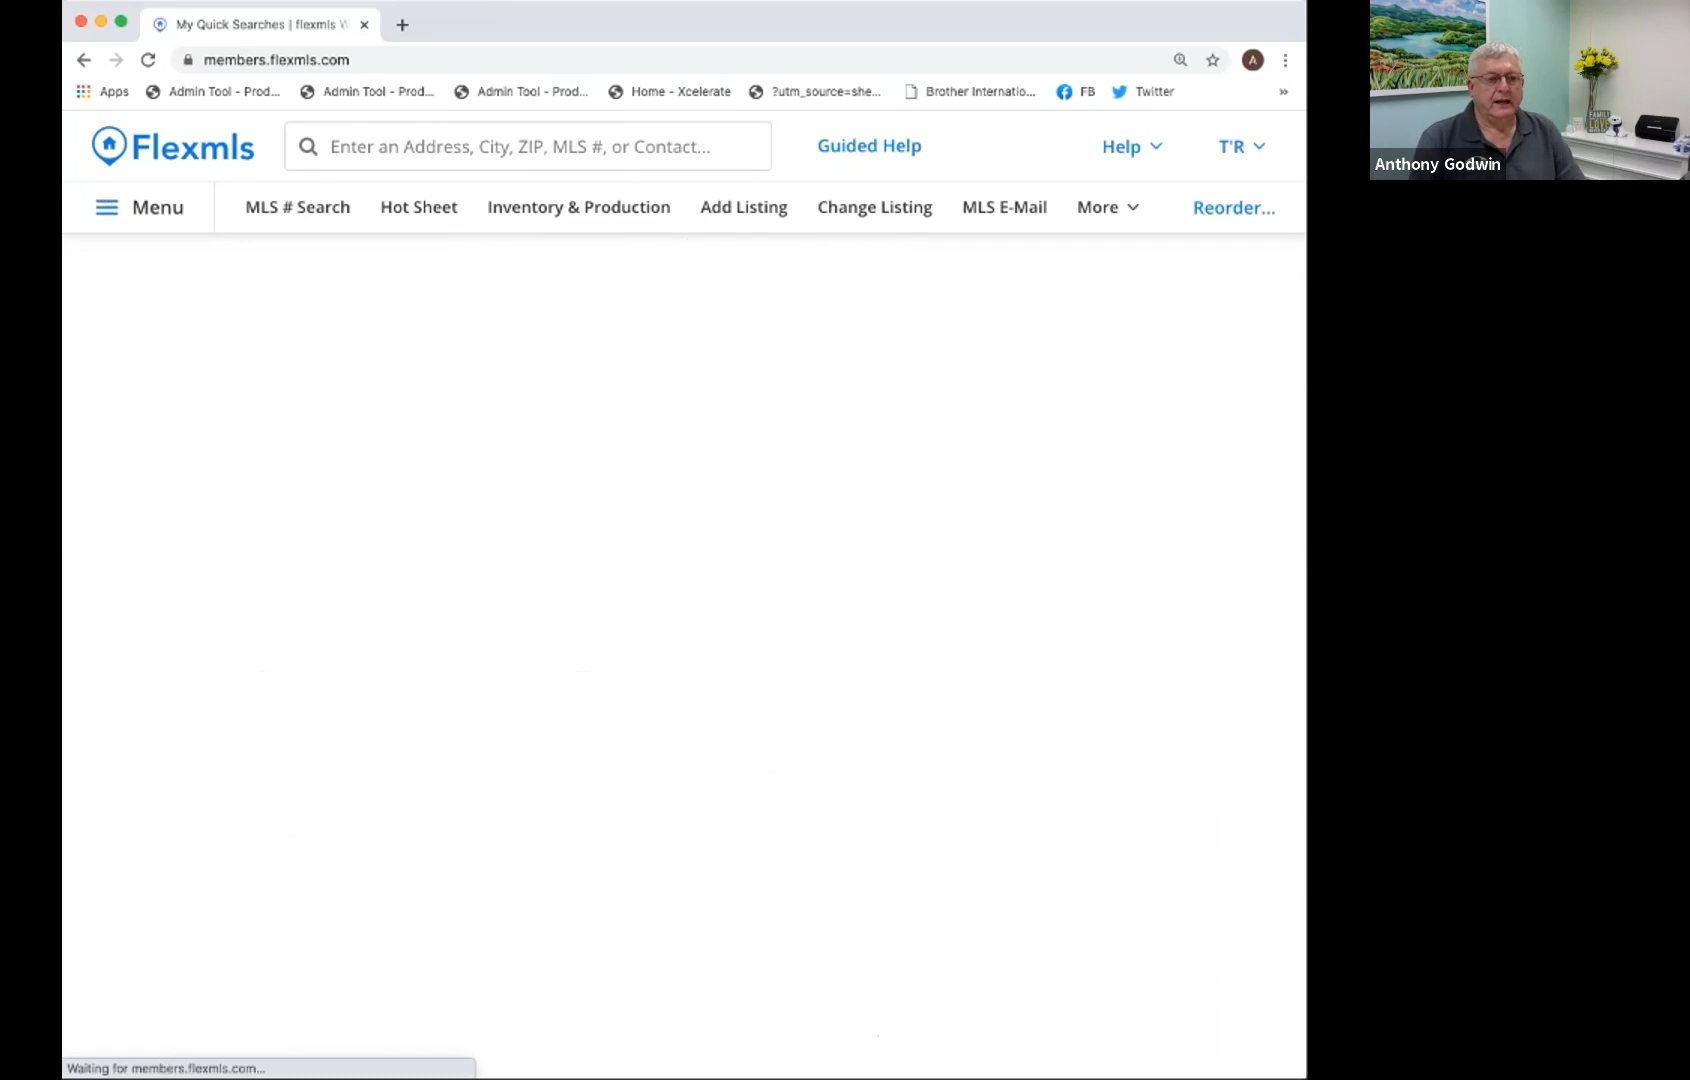 My Quick Searches | flexmls W
members.flexmls.com
A
Apps Admin Tool - Prod... Admin Tool - Prod... Admin Tool - Prod... Home - Xcelerate ?utm_source=she... Brother Internatio... FB Twitter »
Flexmls Enter an Address, City, ZIP, MLS #, or Contact... Guided Help Help T'R
Menu MLS # Search Hot Sheet Inventory & Production Add Listing Change Listing MLS E-Mail More Reorder...
Waiting for members.flexmls.com...
FAMILY
LOVE
Anthony Godwin